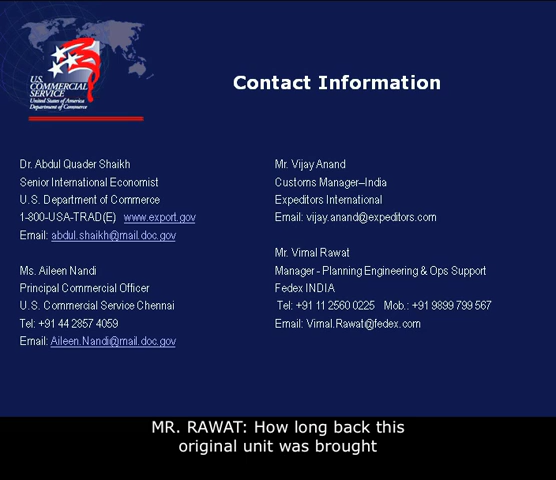 U.S.
COMMERCIAL
SERVICE
United States of America
Department of Commerce
Contact Information
Dr. Abdul Quader Shaikh
Senior International Economist
U.S. Department of Commerce
1-800-USA-TRAD(E) www.export.gov
Email: abdul.shaikh@mail.doc.gov
Ms. Aileen Nandi
Principal Commercial Officer
U.S. Commercial Service Chennai
Tel: +91 44 2857 4059
Email: Aileen.Nandi@mail.doc.gov
Mr. Vijay Anand
Customs Manager–India
Expeditors International
Email: vijay.anand@expeditors.com
Mr. Vimal Rawat
Manager - Planning Engineering & Ops Support
Fedex INDIA
Tel: +91 11 2560 0225 Mob.: +91 9899 799 567
Email: Vimal.Rawat@fedex.com
MR. RAWAT: How long back this
original unit was brought